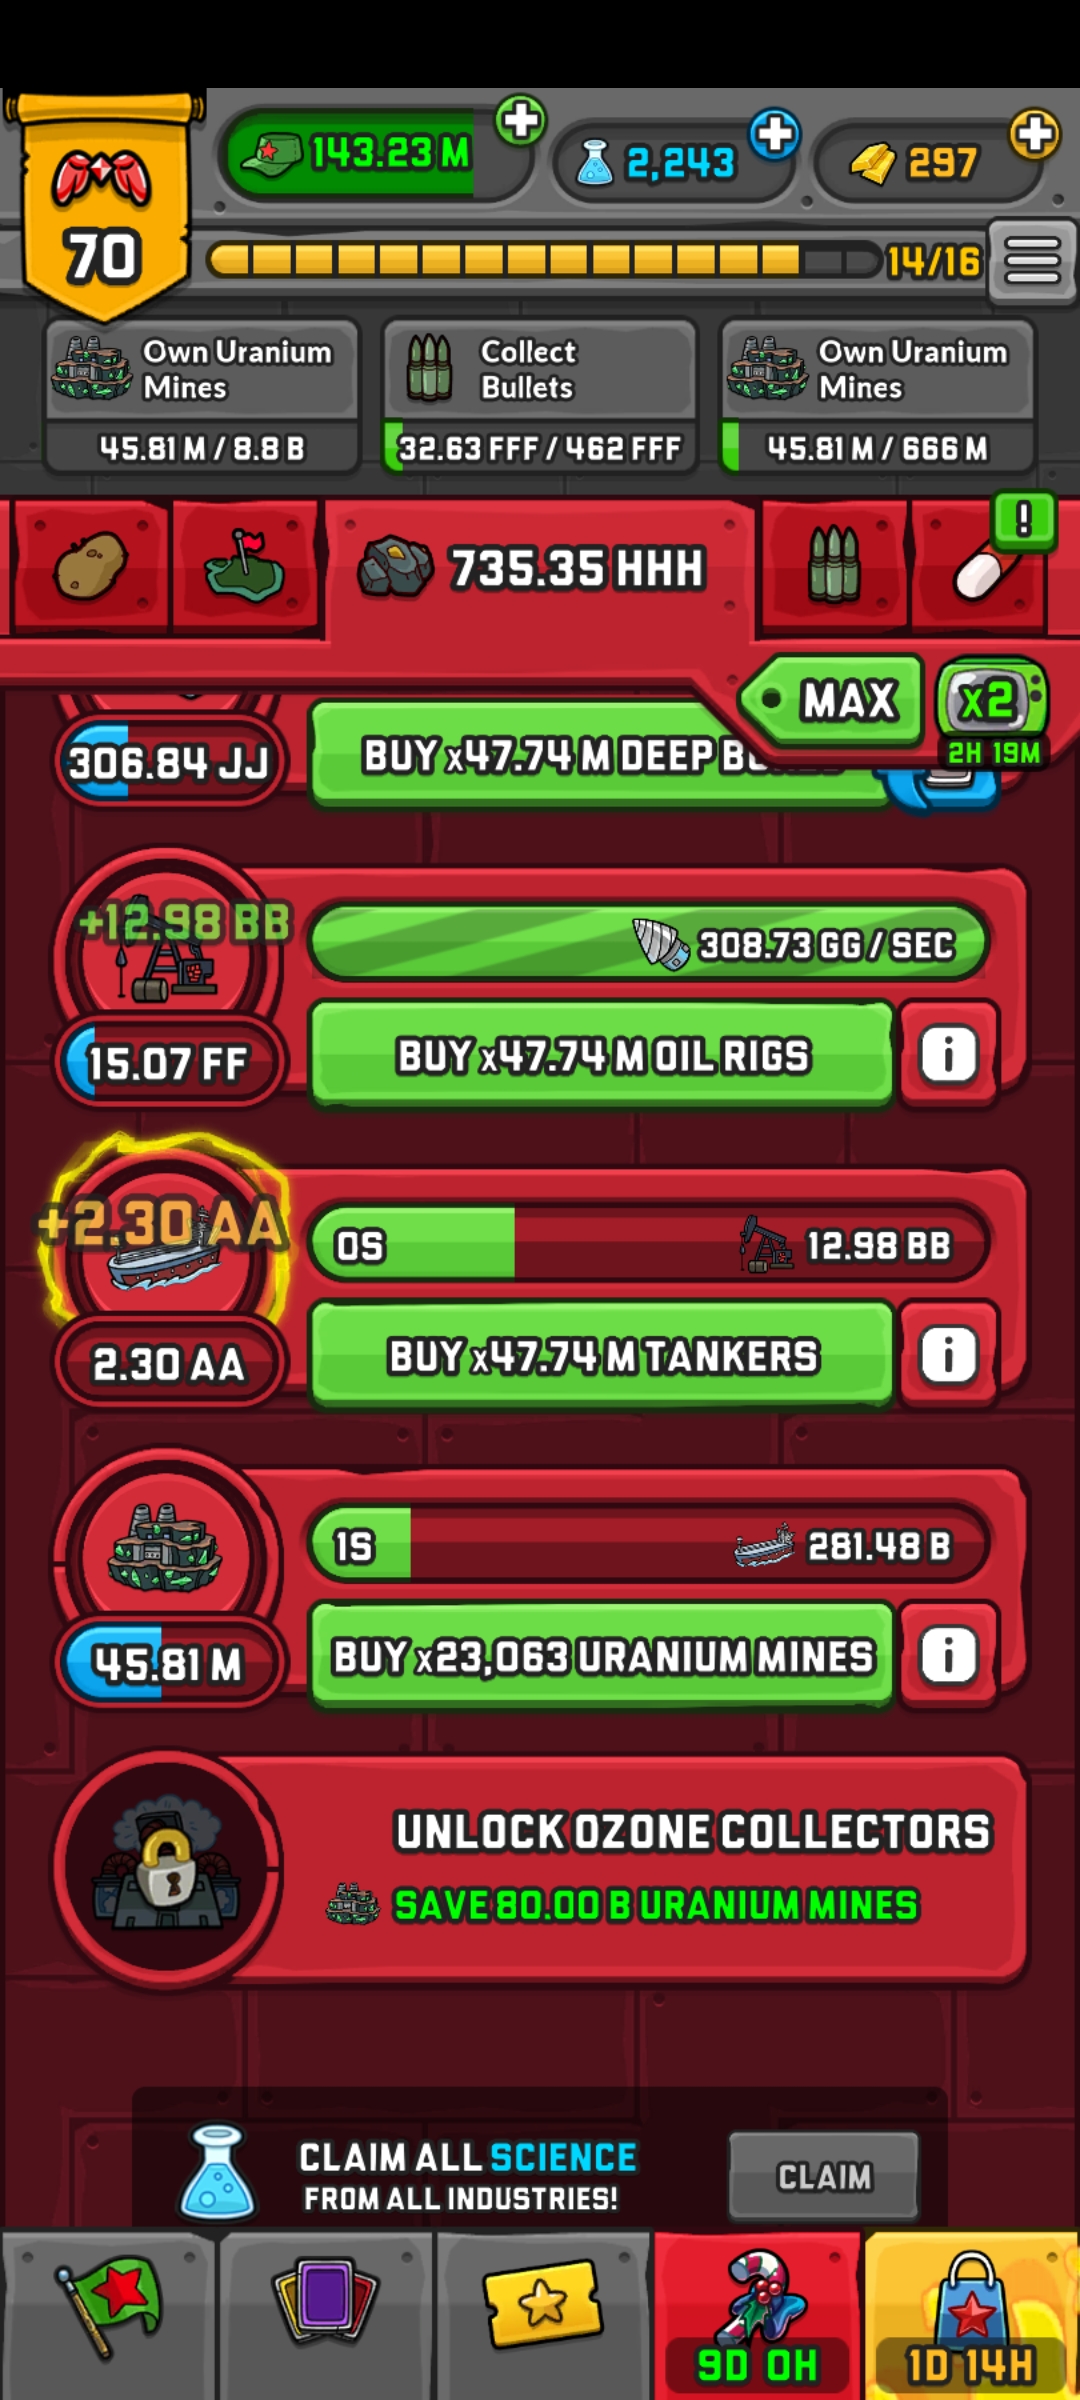 70
143.23 M
2,243
297
14/16
Own Uranium Mines
45.81 M / 8.8 B
Collect Bullets
32.63 FFF / 462 FFF
Own Uranium Mines
45.81 M / 666 M
735.35 HHH
!
MAX
x2
2H 19M
306.84 JJ
BUY x47.74 M DEEP
+12.98 BB
308.73 GG / SEC
15.07 FF
BUY x47.74 M OIL RIGS
i
+2.30 AA
0S
12.98 BB
2.30 AA
BUY x47.74 M TANKERS
i
1S
281.48 B
45.81 M
BUY x23,063 URANIUM MINES
i
UNLOCK OZONE COLLECTORS
SAVE 80.00 B URANIUM MINES
CLAIM ALL SCIENCE
FROM ALL INDUSTRIES!
CLAIM
9D 0H
1D 14H